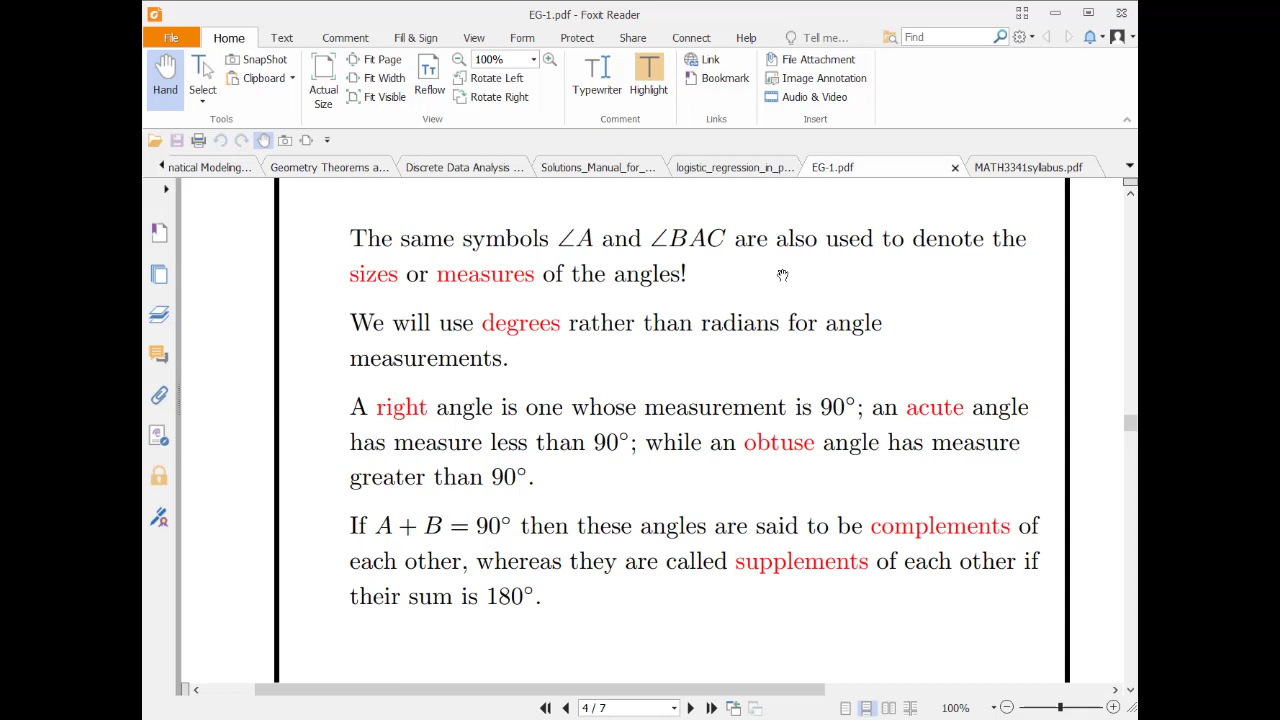 EG-1.pdf - Foxit Reader
File Home Text Comment Fill & Sign View Form Protect Share Connect Help Tell me... Find
Hand Select SnapShot Clipboard Actual Size Fit Page Fit Width Fit Visible Reflow 100% Rotate Left Rotate Right Typewriter Highlight Link Bookmark File Attachment Image Annotation Audio & Video
Tools View Comment Links Insert
natical Modeling... Geometry Theorems a... Discrete Data Analysis ... Solutions_Manual_for_... logistic_regression_in_p... EG-1.pdf MATH3341syllabus.pdf
The same symbols ∠A and ∠BAC are also used to denote the
sizes or measures of the angles!
We will use degrees rather than radians for angle
measurements.
A right angle is one whose measurement is 90°; an acute angle
has measure less than 90°; while an obtuse angle has measure
greater than 90°.
If A + B = 90° then these angles are said to be complements of
each other, whereas they are called supplements of each other if
their sum is 180°.
4 / 7 100%